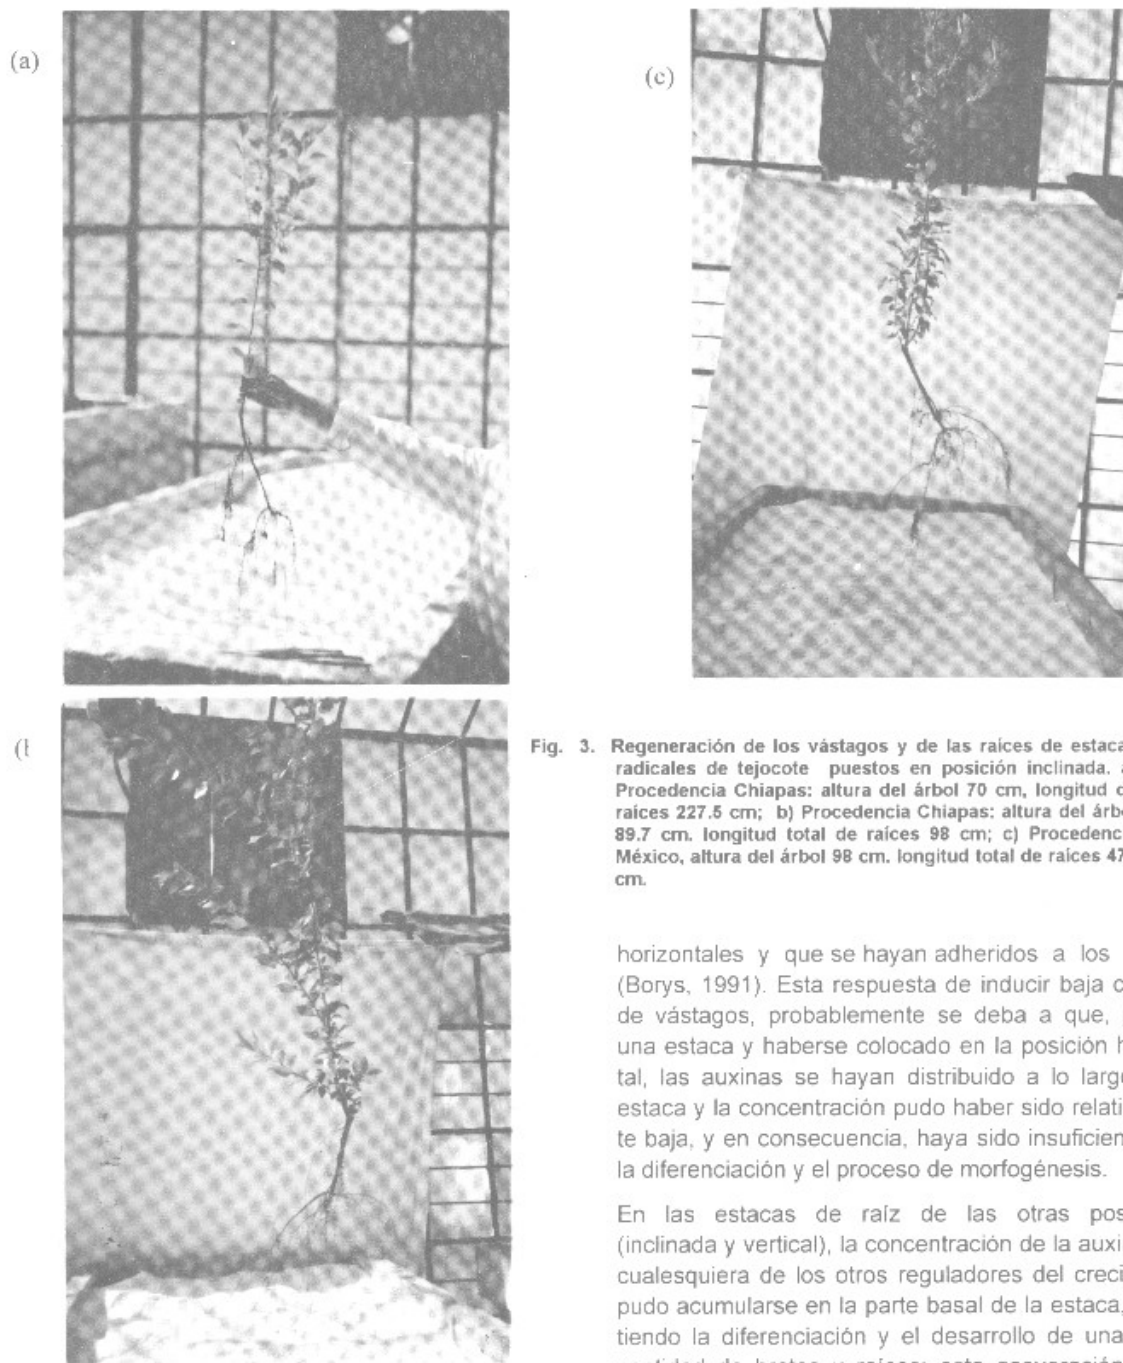 (a)
(c)
(b
Fig. 3. Regeneración de los vástagos y de las raíces de estaca
radicales de tejocote puestos en posición inclinada. a
Procedencia Chiapas: altura del árbol 70 cm, longitud d
raíces 227.5 cm; b) Procedencia Chiapas: altura del árbo
89.7 cm. longitud total de raíces 98 cm; c) Procedenc
México, altura del árbol 98 cm. longitud total de raíces 47
cm.
horizontales y que se hayan adheridos a los
(Borys, 1991). Esta respuesta de inducir baja c
de vástagos, probablemente se deba a que,
una estaca y haberse colocado en la posición h
tal, las auxinas se hayan distribuido a lo larg
estaca y la concentración pudo haber sido relati
te baja, y en consecuencia, haya sido insuficien
la diferenciación y el proceso de morfogénesis.
En las estacas de raíz de las otras pos
(inclinada y vertical), la concentración de la auxi
cualesquiera de los otros reguladores del creci
pudo acumularse en la parte basal de la estaca,
tiendo la diferenciación y el desarrollo de una